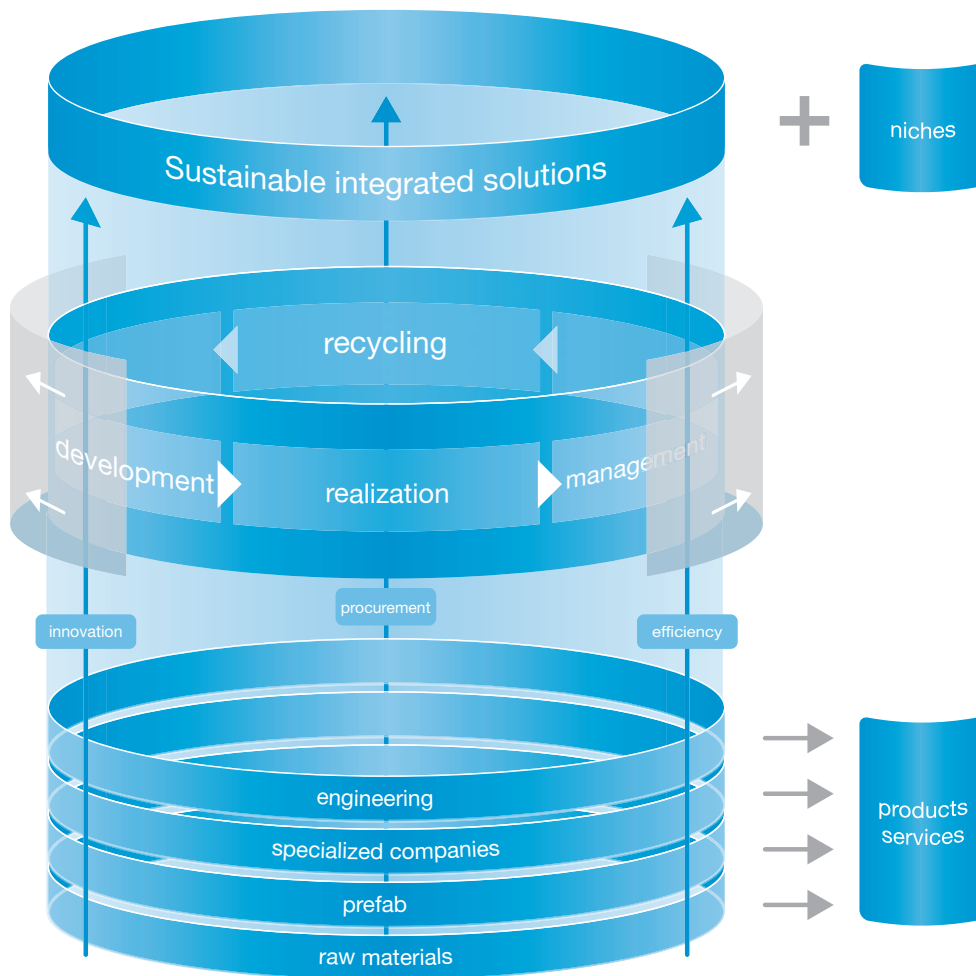 niches
Sustainable integrated solutions
recycling
development
realization
management
innovation
procurement
efficiency
engineering
specialized companies
prefab
raw materials
products
services